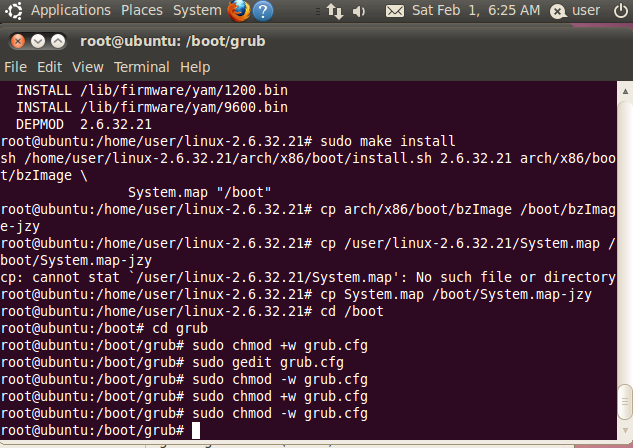 Applications Places System Sat Feb 1, 6:25 AM user
root@ubuntu: /boot/grub
File Edit View Terminal Help
INSTALL /lib/firmware/yam/1200.bin
INSTALL /lib/firmware/yam/9600.bin
DEPMOD 2.6.32.21
root@ubuntu:/home/user/linux-2.6.32.21# sudo make install
sh /home/user/linux-2.6.32.21/arch/x86/boot/install.sh 2.6.32.21 arch/x86/boo
t/bzImage \
System.map "/boot"
root@ubuntu:/home/user/linux-2.6.32.21# cp arch/x86/boot/bzImage /boot/bzImag
e-jzy
root@ubuntu:/home/user/linux-2.6.32.21# cp /user/linux-2.6.32.21/System.map /
boot/System.map-jzy
cp: cannot stat `/user/linux-2.6.32.21/System.map': No such file or directory
root@ubuntu:/home/user/linux-2.6.32.21# cp System.map /boot/System.map-jzy
root@ubuntu:/home/user/linux-2.6.32.21# cd /boot
root@ubuntu:/boot# cd grub
root@ubuntu:/boot/grub# sudo chmod +w grub.cfg
root@ubuntu:/boot/grub# sudo gedit grub.cfg
root@ubuntu:/boot/grub# sudo chmod -w grub.cfg
root@ubuntu:/boot/grub# sudo chmod +w grub.cfg
root@ubuntu:/boot/grub# sudo chmod -w grub.cfg
root@ubuntu:/boot/grub#